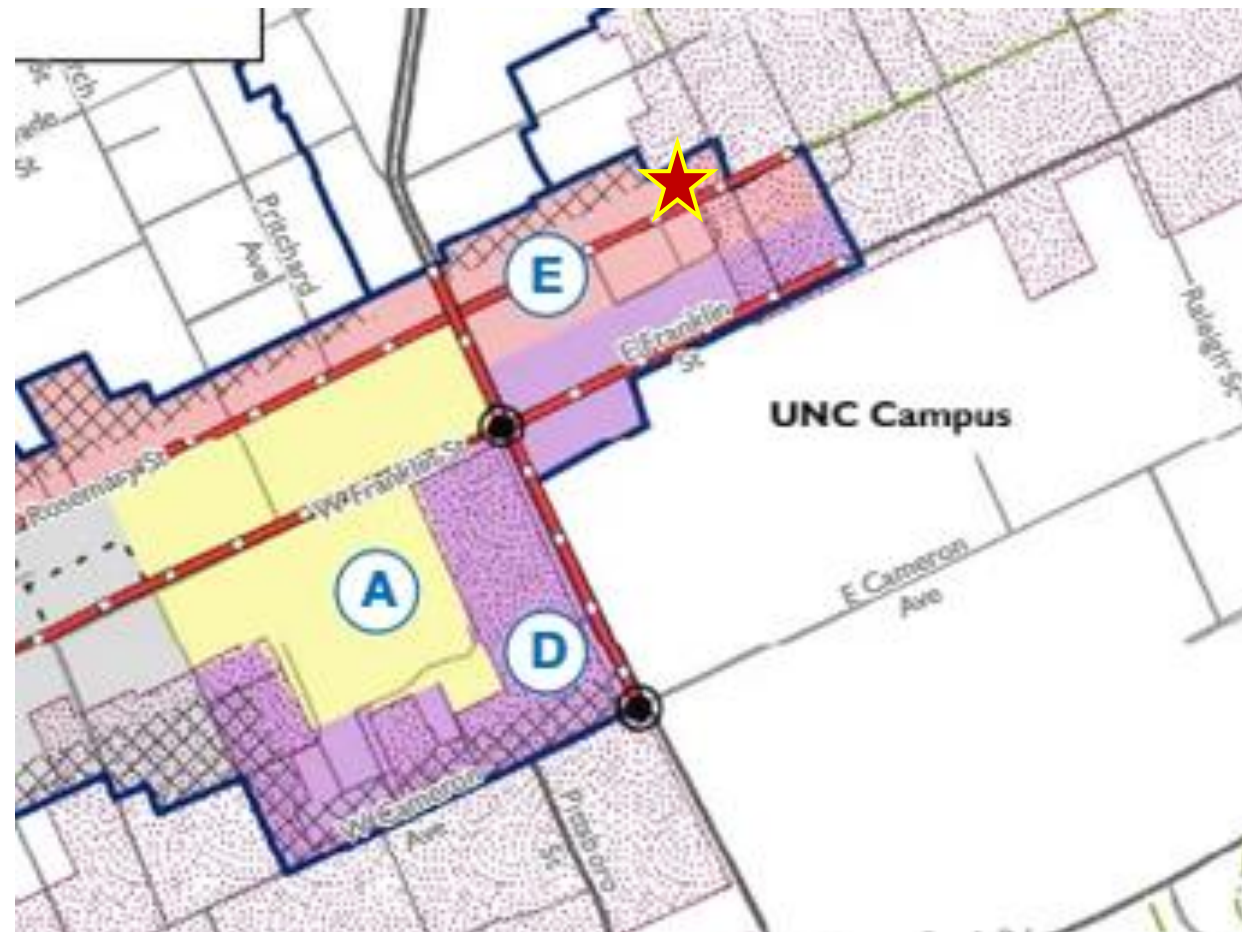 Pritchard
Ave
E
E Franklin
St
Raleigh St
UNC Campus
Rosemary St
W Franklin St
A
E Cameron
Ave
D
W Cameron
Ave
Pittsboro
St